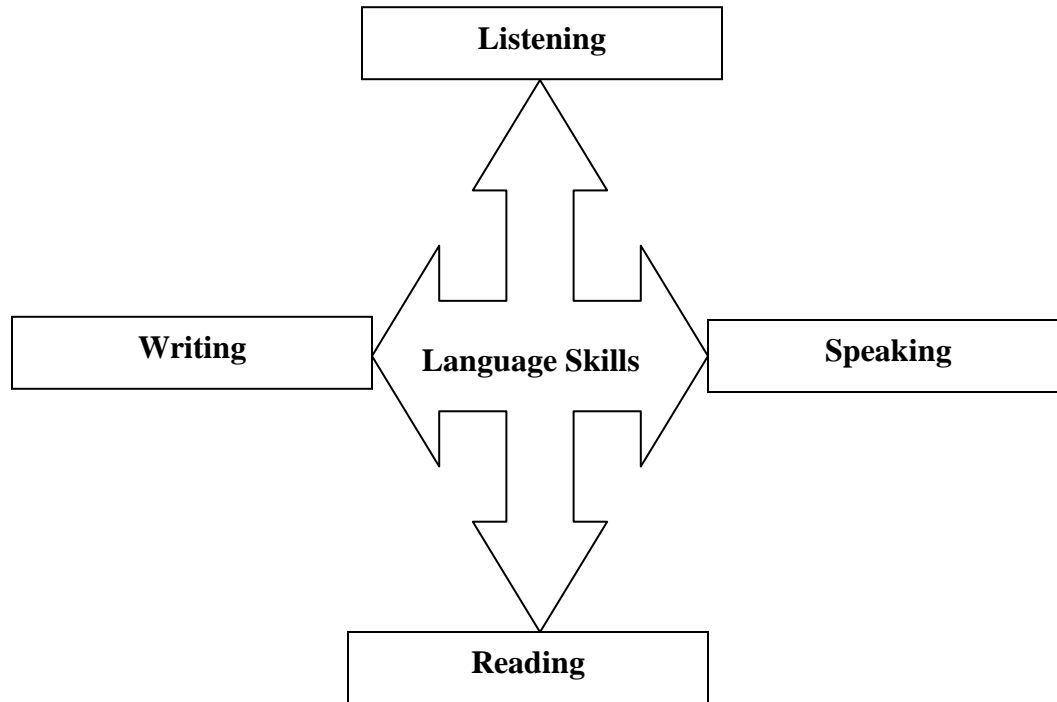 Listening
Writing
Language Skills
Speaking
Reading